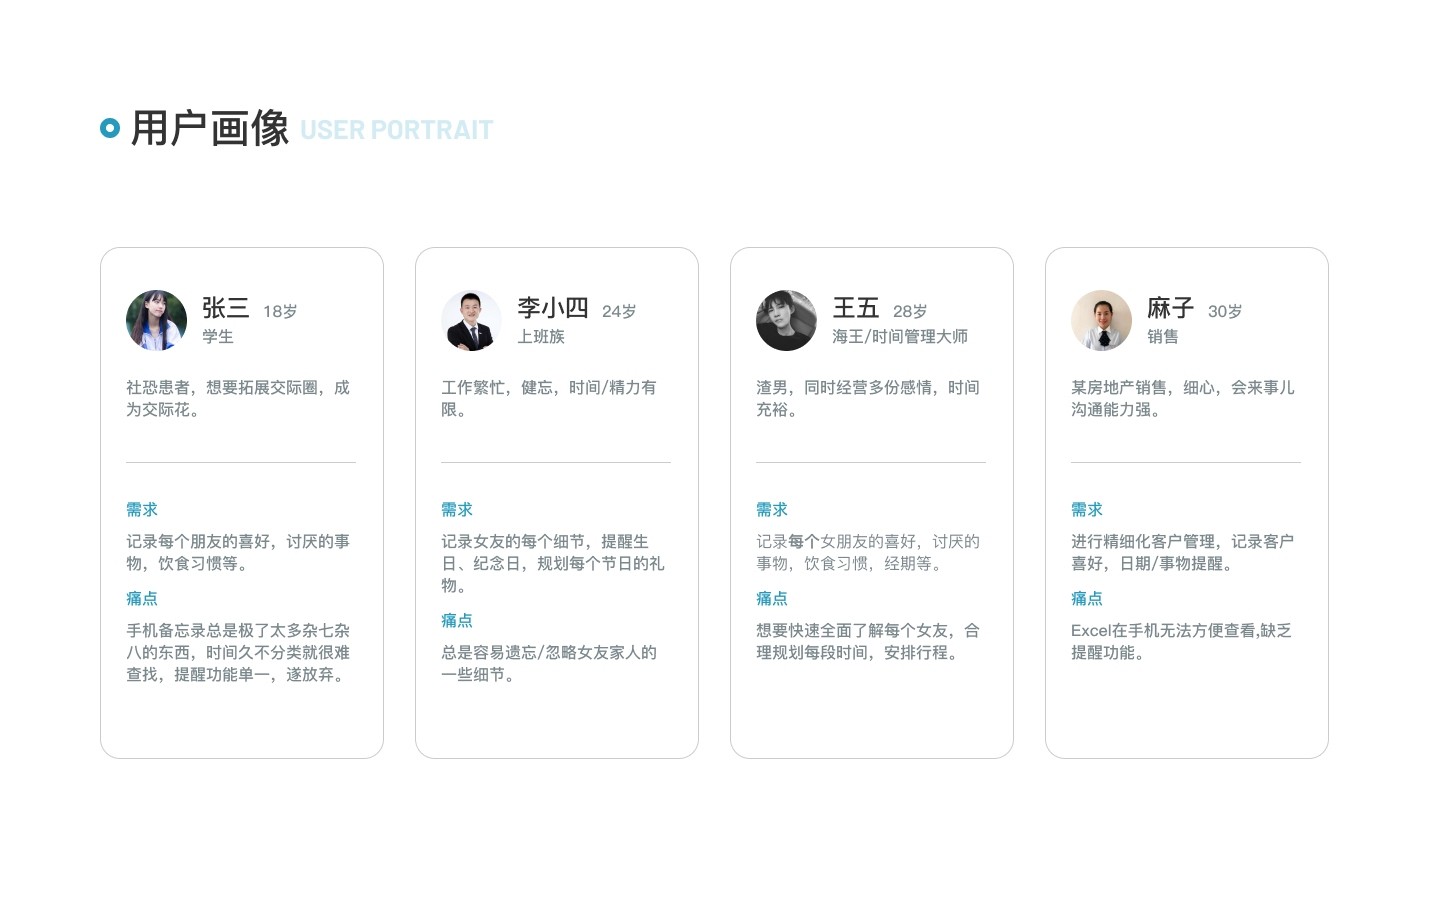 用户画像 USER PORTRAIT
张三 18岁
学生
社恐患者，想要拓展交际圈，成
为交际花。
需求
记录每个朋友的喜好，讨厌的事
物，饮食习惯等。
痛点
手机备忘录总是极了太多杂七杂
八的东西，时间久不分类就很难
查找，提醒功能单一，遂放弃。
李小四 24岁
上班族
工作繁忙，健忘，时间/精力有
限。
需求
记录女友的每个细节，提醒生
日、纪念日，规划每个节日的礼
物。
痛点
总是容易遗忘/忽略女友家人的
一些细节。
王五 28岁
海王/时间管理大师
渣男，同时经营多份感情，时间
充裕。
需求
记录每个女朋友的喜好，讨厌的
事物，饮食习惯，经期等。
痛点
想要快速全面了解每个女友，合
理规划每段时间，安排行程。
麻子 30岁
销售
某房地产销售，细心，会来事儿
沟通能力强。
需求
进行精细化客户管理，记录客户
喜好，日期/事物提醒。
痛点
Excel在手机无法方便查看,缺乏
提醒功能。